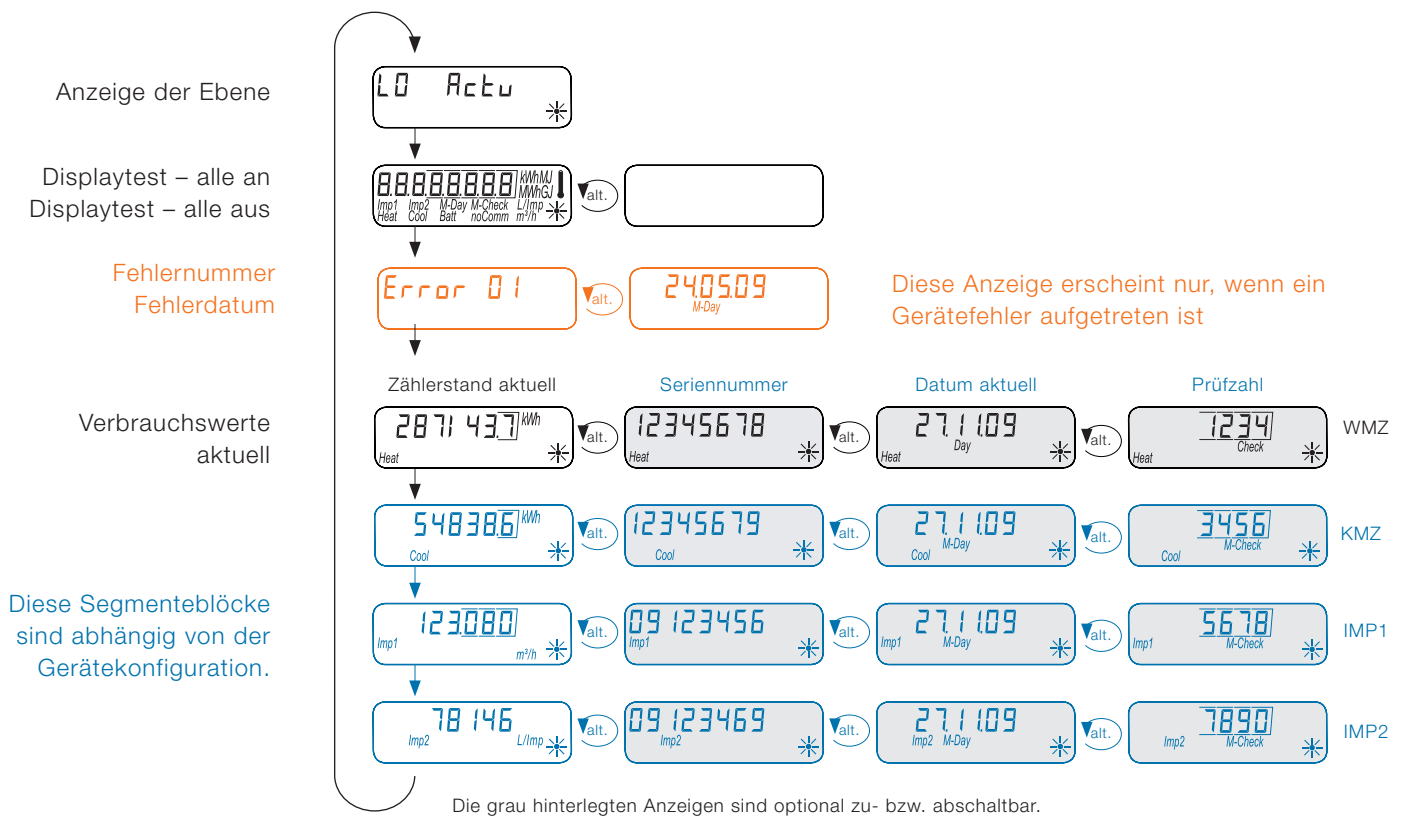 Anzeige der Ebene
L0 Actu
Displaytest – alle an
Displaytest – alle aus
8.8.8.8.8.8.8.8 kWh MJ
MWh GJ
Imp1 Imp2 M-Day M-Check L/Imp
Heat Cool Batt noComm m³/h
alt.
Fehlernummer
Fehlerdatum
Error 01
alt.
24.05.09
M-Day
Diese Anzeige erscheint nur, wenn ein
Gerätefehler aufgetreten ist
Zählerstand aktuell
Seriennummer
Datum aktuell
Prüfzahl
Verbrauchswerte
aktuell
287143.7 kWh
Heat
alt.
12345678
Heat
alt.
27.11.09
Heat Day
alt.
1234
Heat Check
WMZ
54838.6 kWh
Cool
alt.
12345679
Cool
alt.
27.11.09
Cool M-Day
alt.
3456
Cool M-Check
KMZ
Diese Segmenteblöcke
sind abhängig von der
Gerätekonfiguration.
123.080
Imp1 m³/h
alt.
09123456
Imp1
alt.
27.11.09
Imp1 M-Day
alt.
5678
Imp1 M-Check
IMP1
78146
Imp2 L/Imp
alt.
09123469
Imp2
alt.
27.11.09
Imp2 M-Day
alt.
7890
Imp2 M-Check
IMP2
Die grau hinterlegten Anzeigen sind optional zu- bzw. abschaltbar.